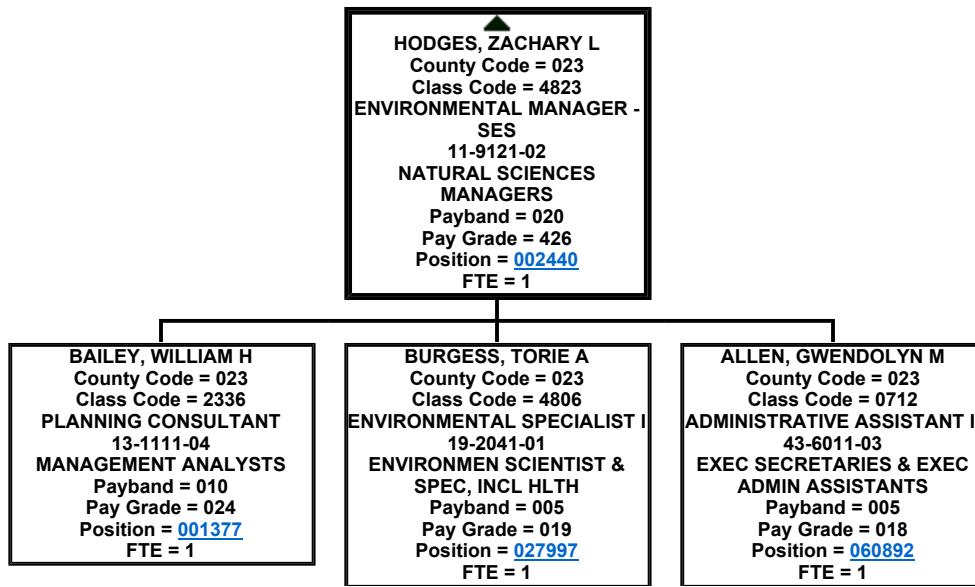 HODGES, ZACHARY L
County Code = 023
Class Code = 4823
ENVIRONMENTAL MANAGER -
SES
11-9121-02
NATURAL SCIENCES
MANAGERS
Payband = 020
Pay Grade = 426
Position = 002440
FTE = 1
BAILEY, WILLIAM H
County Code = 023
Class Code = 2336
PLANNING CONSULTANT
13-1111-04
MANAGEMENT ANALYSTS
Payband = 010
Pay Grade = 024
Position = 001377
FTE = 1
BURGESS, TORIE A
County Code = 023
Class Code = 4806
ENVIRONMENTAL SPECIALIST I
19-2041-01
ENVIRONMEN SCIENTIST &
SPEC, INCL HLTH
Payband = 005
Pay Grade = 019
Position = 027997
FTE = 1
ALLEN, GWENDOLYN M
County Code = 023
Class Code = 0712
ADMINISTRATIVE ASSISTANT I
43-6011-03
EXEC SECRETARIES & EXEC
ADMIN ASSISTANTS
Payband = 005
Pay Grade = 018
Position = 060892
FTE = 1